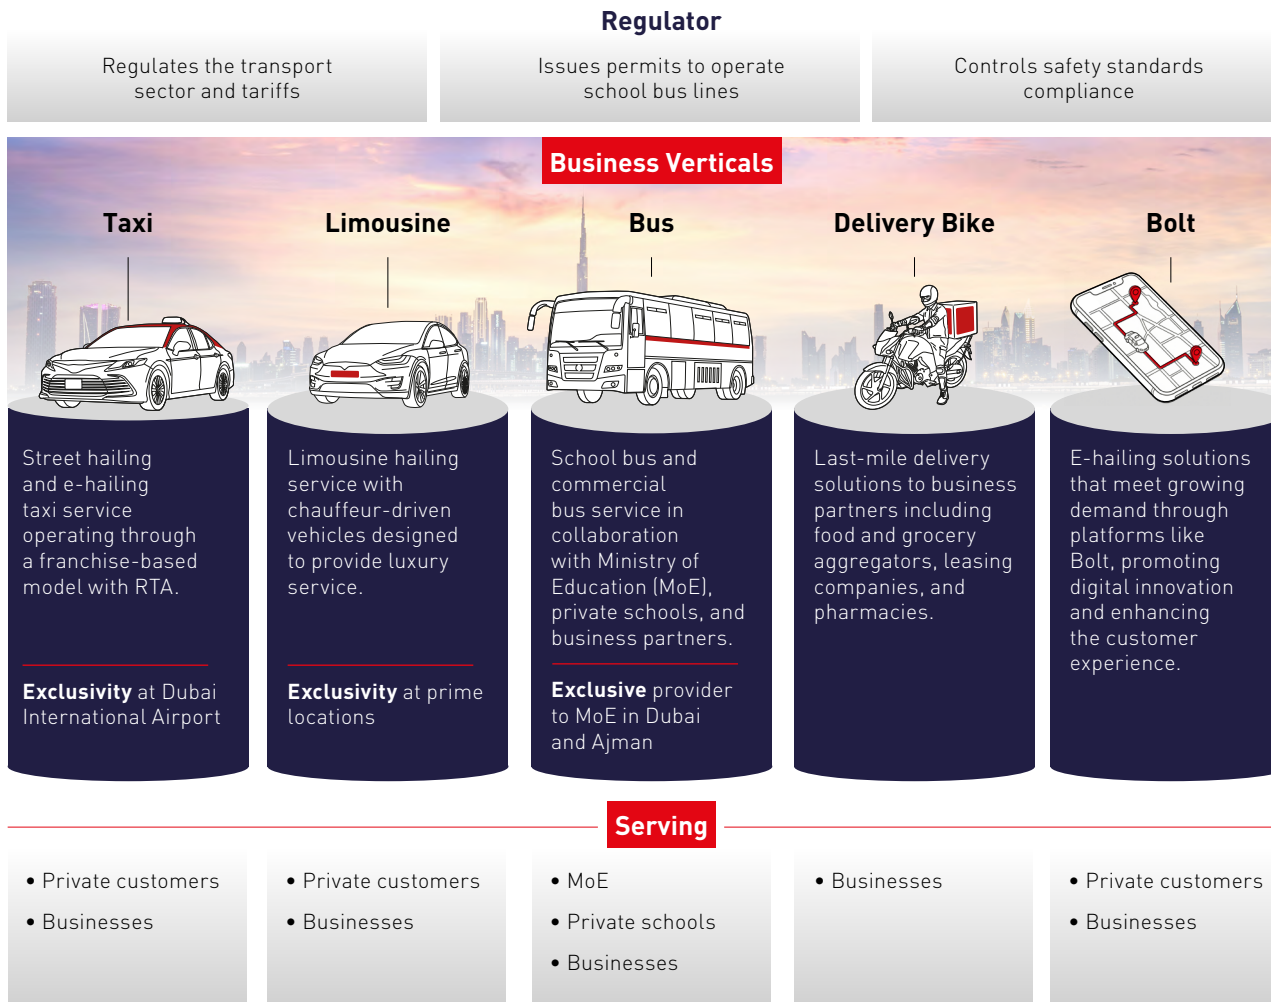 Regulator
Regulates the transport
sector and tariffs
Issues permits to operate
school bus lines
Controls safety standards
compliance
Business Verticals
Taxi
Limousine
Bus
Delivery Bike
Bolt
Street hailing
and e-hailing
taxi service
operating through
a franchise-based
model with RTA.
Exclusivity at Dubai
International Airport
Limousine hailing
service with
chauffeur-driven
vehicles designed
to provide luxury
service.
Exclusivity at prime
locations
School bus and
commercial
bus service in
collaboration
with Ministry of
Education (MoE),
private schools, and
business partners.
Exclusive provider
to MoE in Dubai
and Ajman
Last-mile delivery
solutions to business
partners including
food and grocery
aggregators, leasing
companies, and
pharmacies.
E-hailing solutions
that meet growing
demand through
platforms like
Bolt, promoting
digital innovation
and enhancing
the customer
experience.
Serving
• Private customers
• Businesses
• Private customers
• Businesses
• MoE
• Private schools
• Businesses
• Businesses
• Private customers
• Businesses